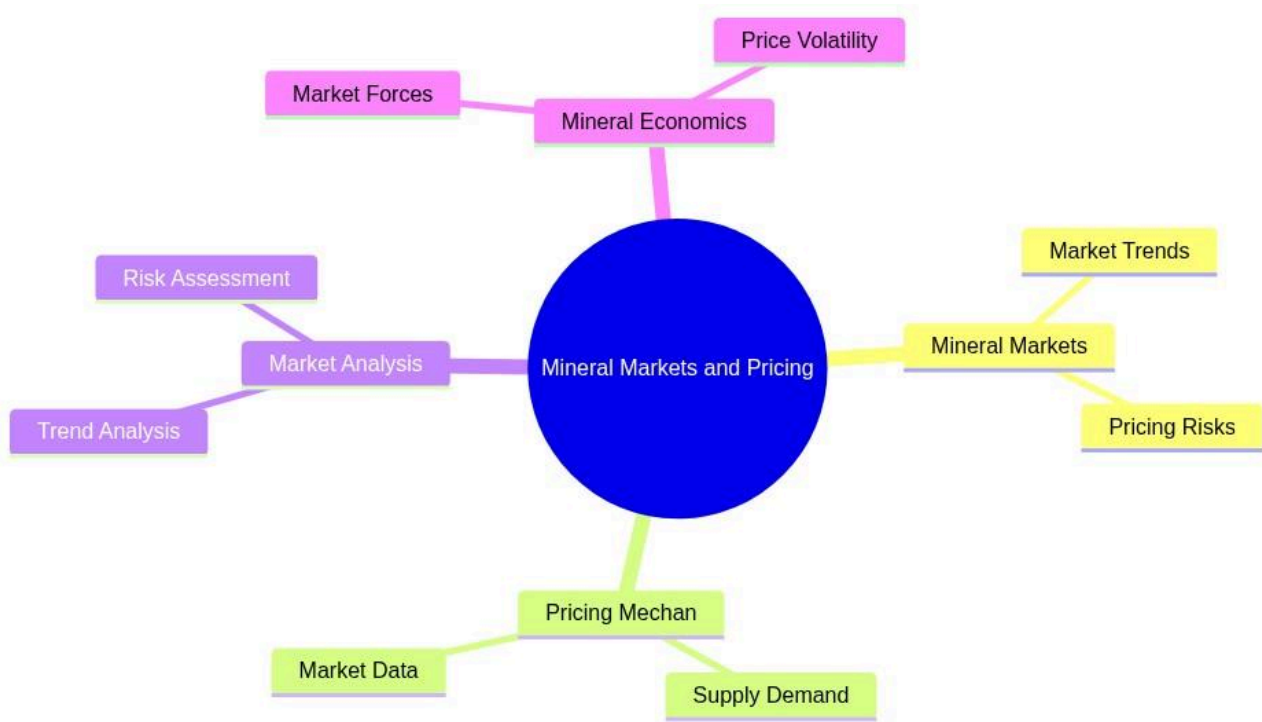 Price Volatility
Market Forces
Mineral Economics
Market Trends
Risk Assessment
Mineral Markets
Market Analysis
Mineral Markets and Pricing
Pricing Risks
Trend Analysis
Pricing Mechan
Market Data
Supply Demand